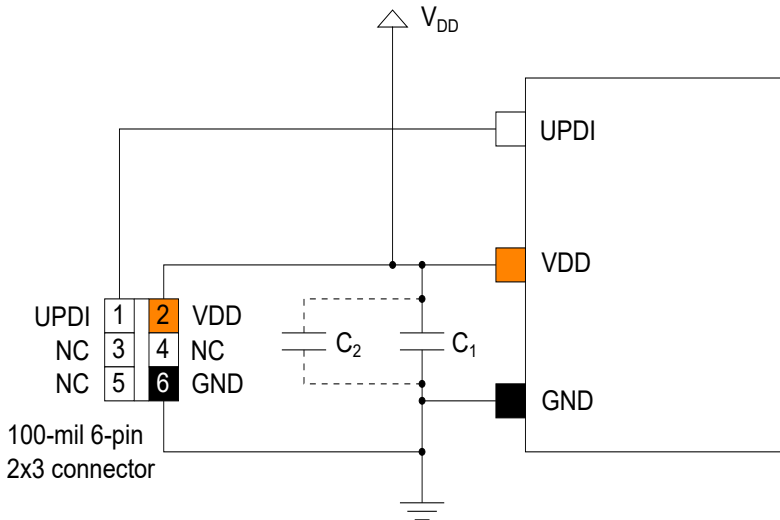 V_DD
UPDI
VDD
UPDI 1 2 VDD
NC 3 4 NC
C₂ C₁
NC 5 6 GND
GND
100-mil 6-pin
2x3 connector